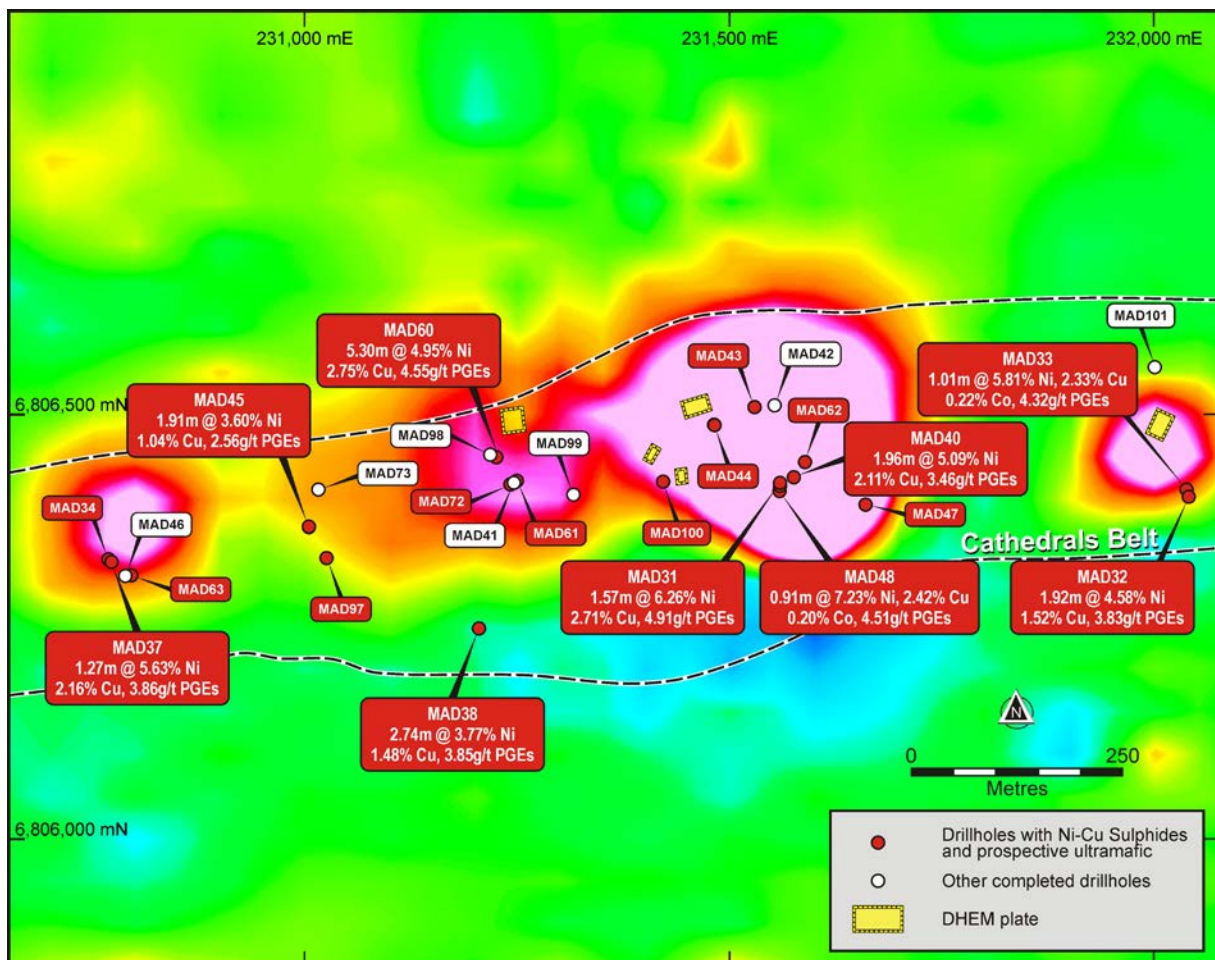 231,000 mE
231,500 mE
232,000 mE
MAD101
MAD60
5.30m @ 4.95% Ni
2.75% Cu, 4.55g/t PGEs
MAD43
MAD42
MAD33
1.01m @ 5.81% Ni, 2.33% Cu
0.22% Co, 4.32g/t PGEs
MAD45
1.91m @ 3.60% Ni
1.04% Cu, 2.56g/t PGEs
6,806,500 mN
MAD62
MAD98
MAD99
MAD40
1.96m @ 5.09% Ni
2.11% Cu, 3.46g/t PGEs
MAD73
MAD44
MAD72
MAD34
MAD46
MAD41
MAD61
MAD100
MAD47
Cathedrals Belt
MAD63
MAD97
MAD31
1.57m @ 6.26% Ni
2.71% Cu, 4.91g/t PGEs
MAD48
0.91m @ 7.23% Ni, 2.42% Cu
0.20% Co, 4.51g/t PGEs
MAD32
1.92m @ 4.58% Ni
1.52% Cu, 3.83g/t PGEs
MAD37
1.27m @ 5.63% Ni
2.16% Cu, 3.86g/t PGEs
MAD38
2.74m @ 3.77% Ni
1.48% Cu, 3.85g/t PGEs
N
0
250
Metres
6,806,000 mN
Drillholes with Ni-Cu Sulphides
and prospective ultramafic
Other completed drillholes
DHEM plate